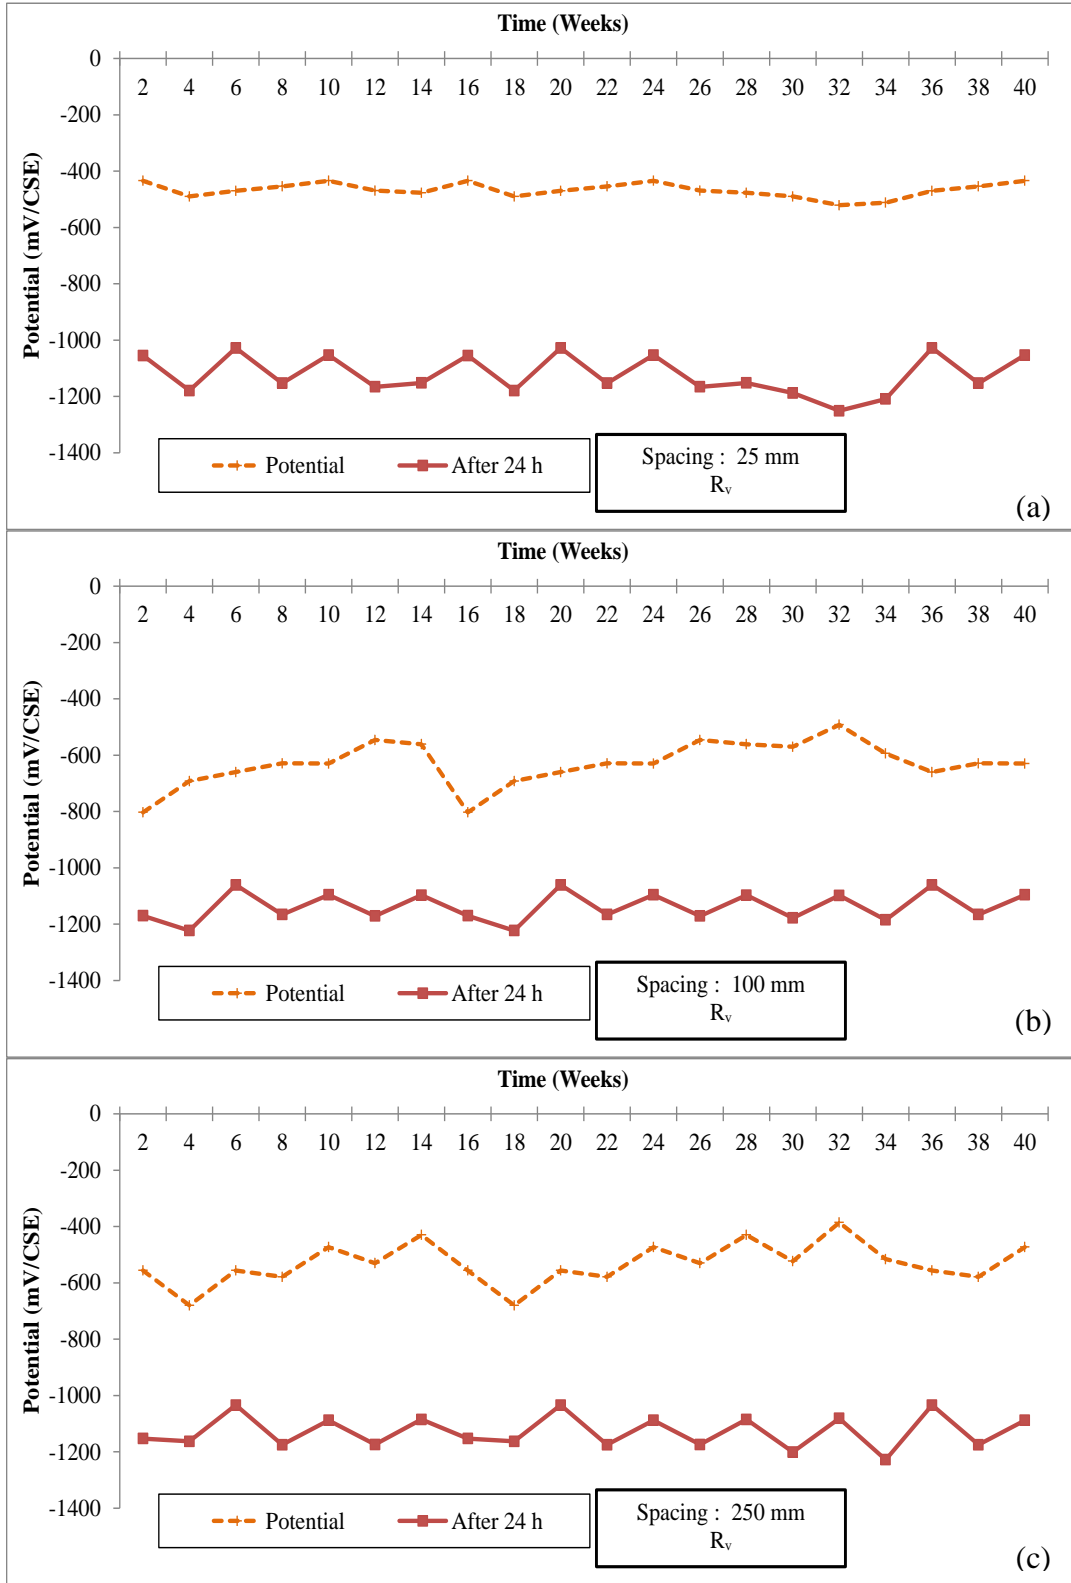 Time (Weeks)
0
2 4 6 8 10 12 14 16 18 20 22 24 26 28 30 32 34 36 38 40
-200
-400
-600
-800
-1000
-1200
-1400
Potential (mV/CSE)
Potential After 24 h
Spacing : 25 mm
Rᵥ
(a)
Time (Weeks)
0
2 4 6 8 10 12 14 16 18 20 22 24 26 28 30 32 34 36 38 40
-200
-400
-600
-800
-1000
-1200
-1400
Potential (mV/CSE)
Potential After 24 h
Spacing : 100 mm
Rᵥ
(b)
Time (Weeks)
0
2 4 6 8 10 12 14 16 18 20 22 24 26 28 30 32 34 36 38 40
-200
-400
-600
-800
-1000
-1200
-1400
Potential (mV/CSE)
Potential After 24 h
Spacing : 250 mm
Rᵥ
(c)